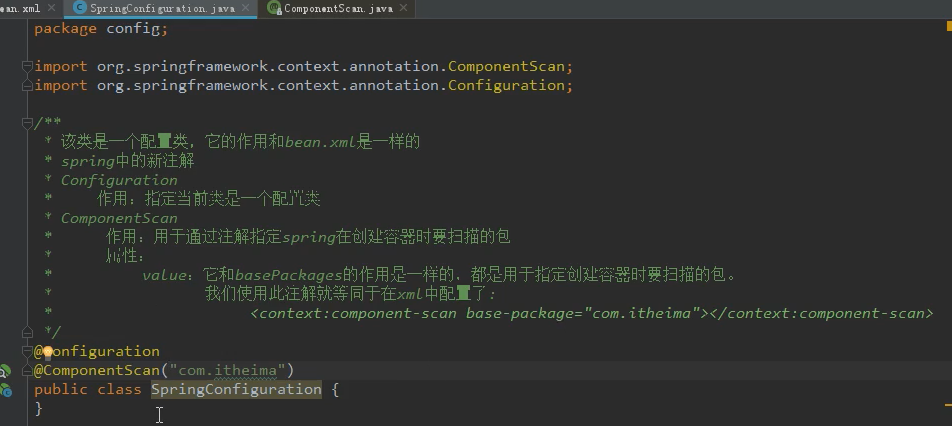 ean.xml SpringConfiguration.java ComponentScan.java
package config;
import org.springframework.context.annotation.ComponentScan;
import org.springframework.context.annotation.Configuration;
/**
* 该类是一个配置类，它的作用和bean.xml是一样的
* spring中的新注解
* Configuration
* 作用：指定当前类是一个配置类
* ComponentScan
* 作用：用于通过注解指定spring在创建容器时要扫描的包
* 属性：
* value：它和basePackages的作用是一样的，都是用于指定创建容器时要扫描的包。
* 我们使用此注解就等同于在xml中配置了:
* <context:component-scan base-package="com.itheima"></context:component-scan>
*/
@Configuration
@ComponentScan("com.itheima")
public class SpringConfiguration {
}